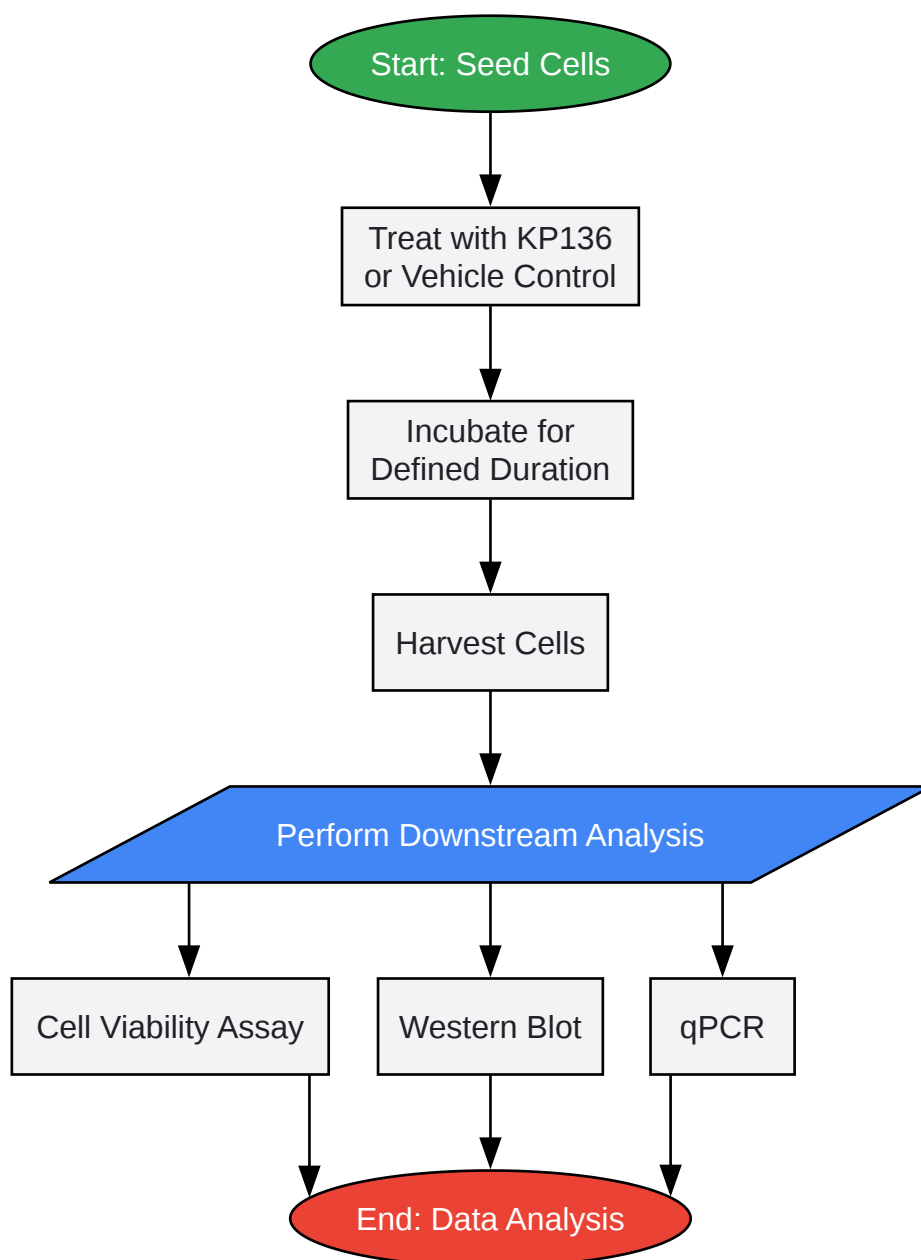 Start: Seed Cells
Treat with KP136
or Vehicle Control
Incubate for
Defined Duration
Harvest Cells
Perform Downstream Analysis
Cell Viability Assay
Western Blot
qPCR
End: Data Analysis